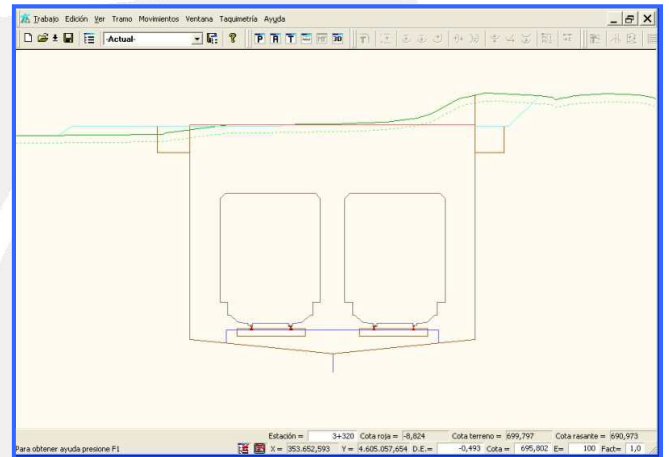 Trabajo Edición Ver Tramo Movimientos Ventana Taquimetría Ayuda
-Actual- P A T 3D
Estación = 3+320 Cota roja = -8,824 Cota terreno = 699,797 Cota rasante = 690,973
Para obtener ayuda presione F1 X = 353.652,593 Y = 4.605.057,654 D.E.= -0,493 Cota = 695,802 E= 100 Fact= 1,0